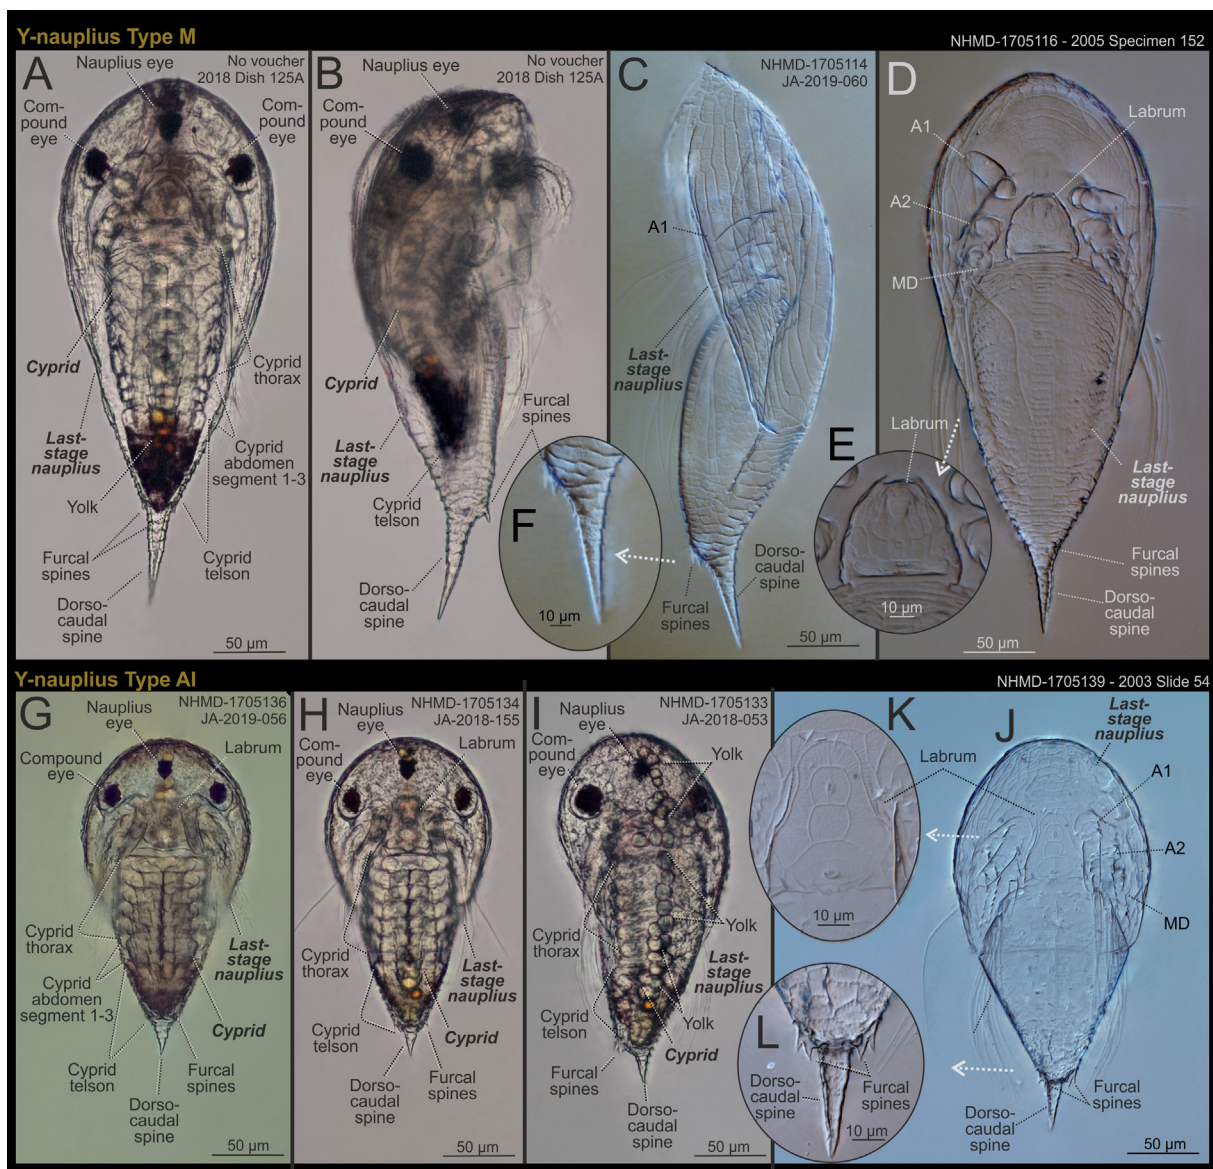 Y-nauplius Type M
NHMD-1705116 - 2005 Specimen 152
A
Nauplius eye
No voucher
2018 Dish 125A
Com-
pound
eye
Com-
pound
eye
Cyprid
Last-
stage
nauplius
Yolk
Furcal
spines
Dorso-
caudal
spine
Cyprid
thorax
Cyprid abdomen
segment 1-3
Cyprid
telson
50 µm
B
Nauplius eye
No voucher
2018 Dish 125A
Com-
pound
eye
Cyprid
Last-
stage
nauplius
Cyprid
telson
Dorso-
caudal
spine
Furcal
spines
F
10 µm
C
NHMD-1705114
JA-2019-060
A1
Last-
stage
nauplius
Furcal
spines
Dorso-
caudal
spine
50 µm
D
Labrum
A1
A2
MD
Last-
stage
nauplius
Furcal
spines
Dorso-
caudal
spine
50 µm
E
Labrum
10 µm
Y-nauplius Type AI
NHMD-1705139 - 2003 Slide 54
G
NHMD-1705136
JA-2019-056
Nauplius
eye
Labrum
Compound
eye
Cyprid
thorax
Cyprid abdomen
segment 1-3
Cyprid
telson
Dorso-
caudal
spine
Furcal
spines
Last-
stage
nauplius
Cyprid
50 µm
H
NHMD-1705134
JA-2018-155
Nauplius
eye
Labrum
Com-
pound
eye
Cyprid
thorax
Cyprid
telson
Dorso-
caudal
spine
Furcal
spines
Last-
stage
nauplius
Cyprid
50 µm
I
NHMD-1705133
JA-2018-053
Nauplius
eye
Yolk
Com-
pound
eye
Yolk
Cyprid
thorax
Last-
stage
nauplius
Cyprid
telson
Yolk
Cyprid
Furcal
spines
Dorso-
caudal
spine
50 µm
K
Labrum
10 µm
J
Last-
stage
nauplius
A1
A2
MD
Furcal
spines
Dorso-
caudal
spine
50 µm
L
Dorso-
caudal
spine
Furcal
spines
10 µm